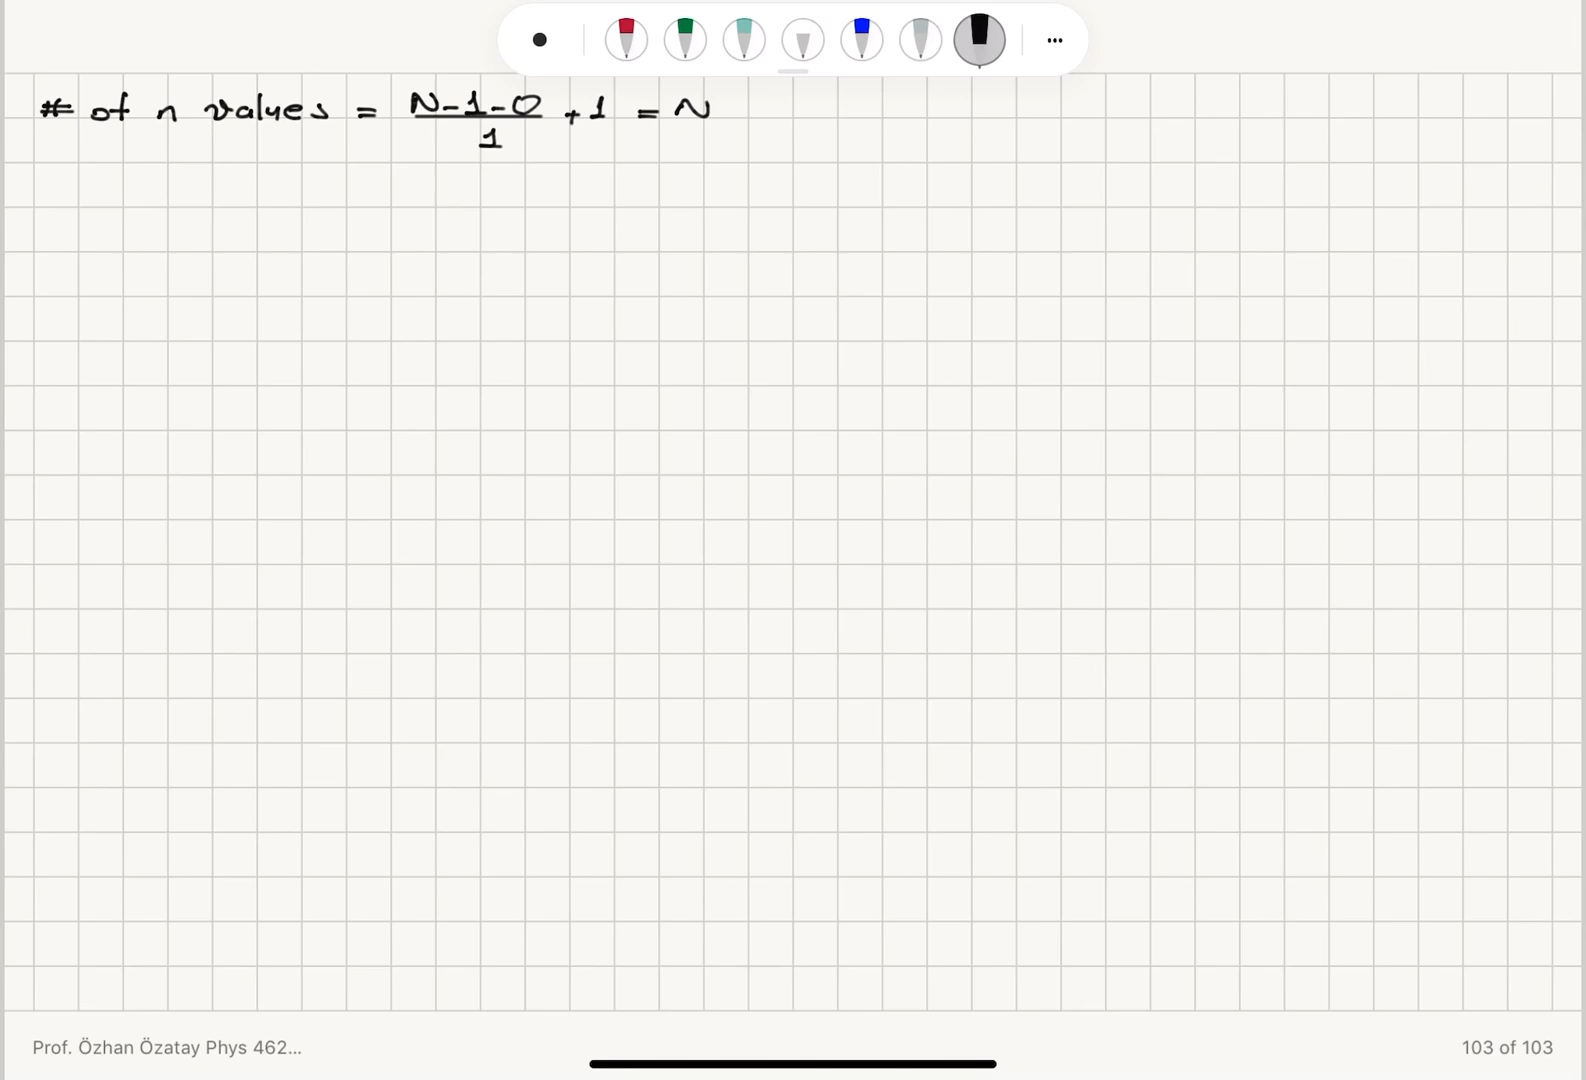 # of n values = (N-1-0)/1 + 1 = N
Prof. Özhan Özatay Phys 462...
103 of 103